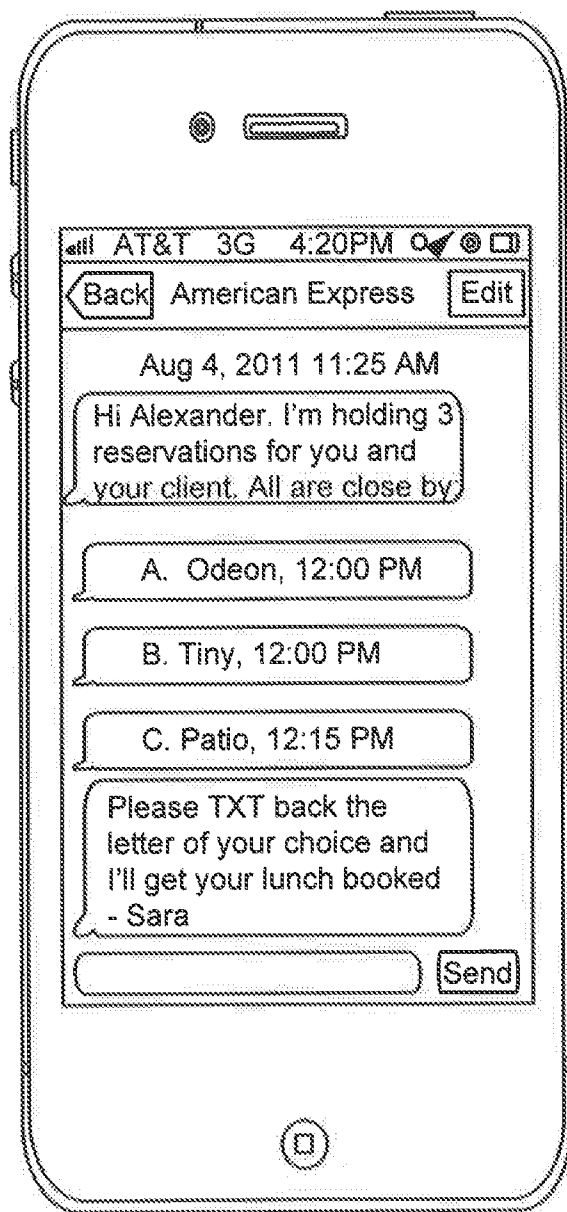 AT&T 3G 4:20PM
Back American Express Edit
Aug 4, 2011 11:25 AM
Hi Alexander. I'm holding 3
reservations for you and
your client. All are close by:
A. Odeon, 12:00 PM
B. Tiny, 12:00 PM
C. Patio, 12:15 PM
Please TXT back the
letter of your choice and
I'll get your lunch booked
- Sara
Send